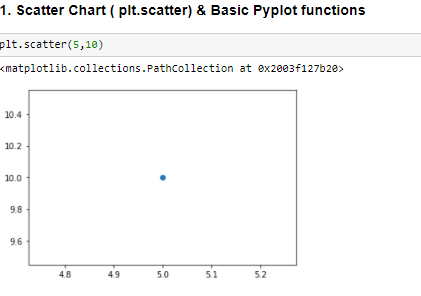 1. Scatter Chart ( plt.scatter) & Basic Pyplot functions
plt.scatter(5,10)
<matplotlib.collections.PathCollection at 0x2003f127b20>
10.4
10.2
10.0
9.8
9.6
4.8 4.9 5.0 5.1 5.2